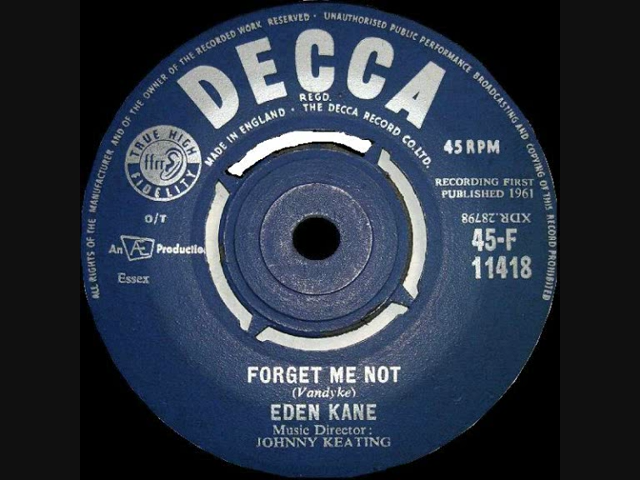 ALL RIGHTS OF THE MANUFACTURER AND OF THE OWNER OF THE RECORDED WORK RESERVED · UNAUTHORISED PUBLIC PERFORMANCE BROADCASTING AND COPYING OF THIS RECORD PROHIBITED
DECCA
REGD.
MADE IN ENGLAND · THE DECCA RECORD CO. LTD.
TRUE HIGH
ffrr
FIDELITY
45 RPM
RECORDING FIRST
PUBLISHED 1961
XDR.28798
45-F
11418
O/T
An Æ Production
Essex
FORGET ME NOT
(Vandyke)
EDEN KANE
Music Director:
JOHNNY KEATING